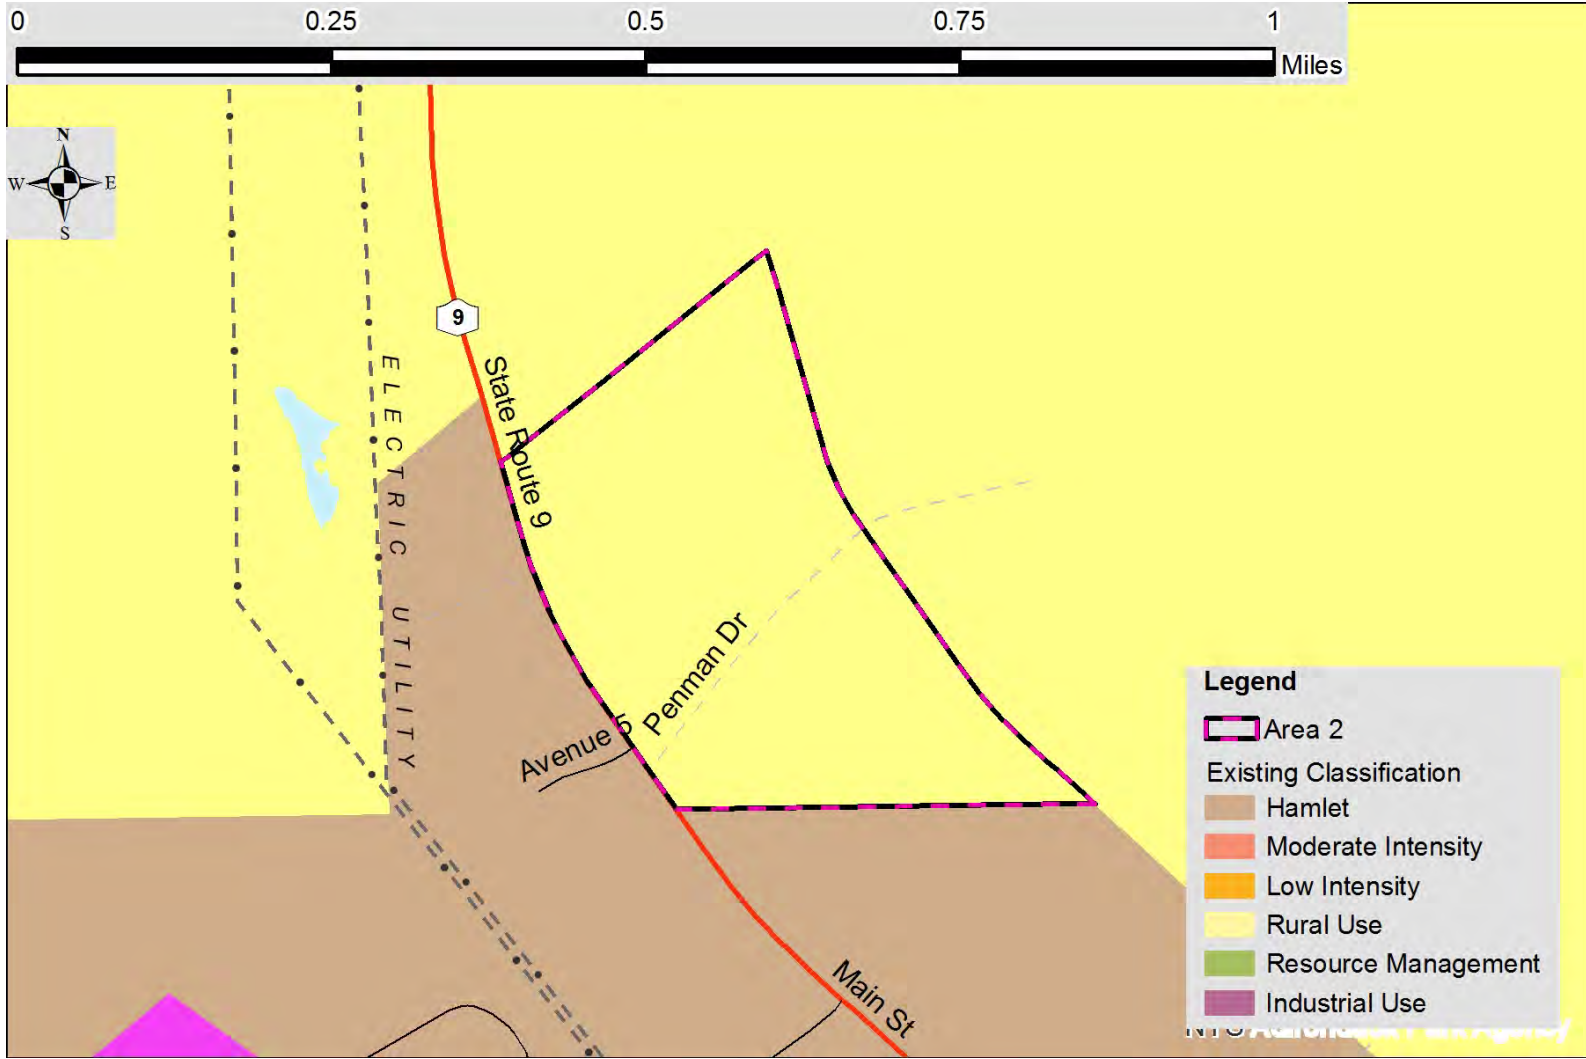 0 0.25 0.5 0.75 1
Miles
N
W E
S
9
State Route 9
ELECTRIC UTILITY
Penman Dr
Avenue 5
Main St
Legend
Area 2
Existing Classification
Hamlet
Moderate Intensity
Low Intensity
Rural Use
Resource Management
Industrial Use